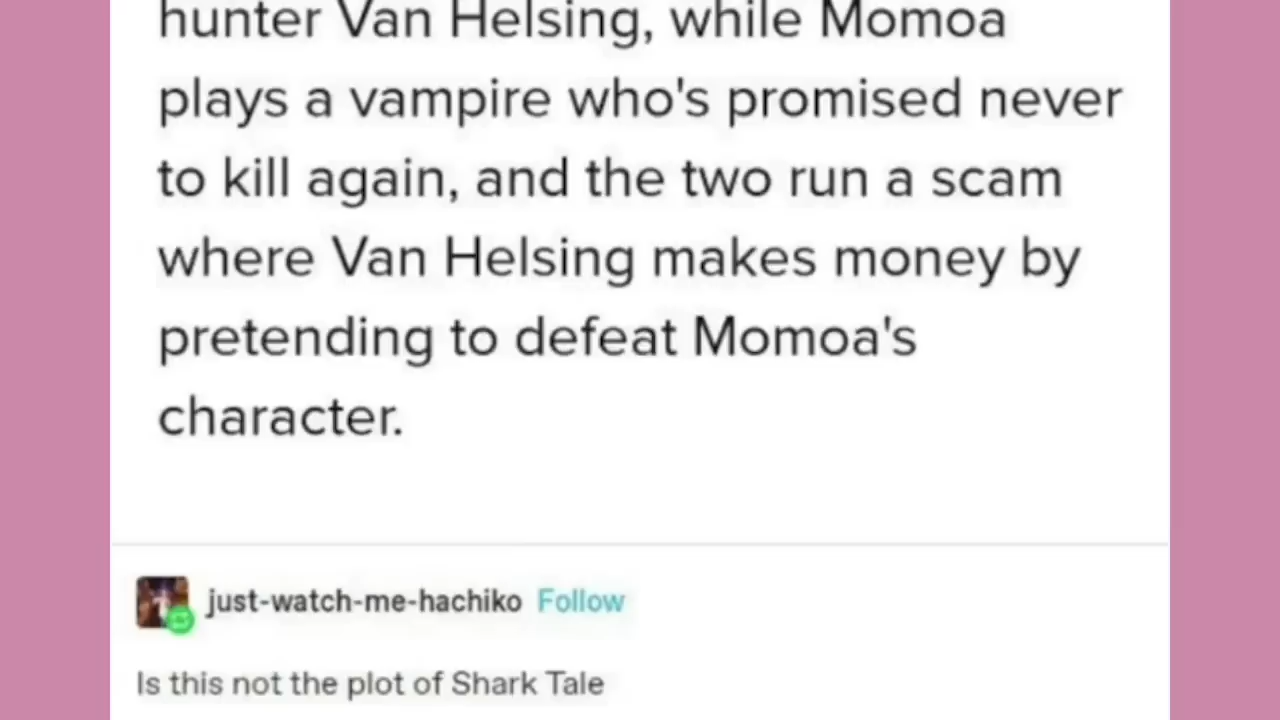 hunter Van Helsing, while Momoa
plays a vampire who's promised never
to kill again, and the two run a scam
where Van Helsing makes money by
pretending to defeat Momoa's
character.
just-watch-me-hachiko Follow
Is this not the plot of Shark Tale